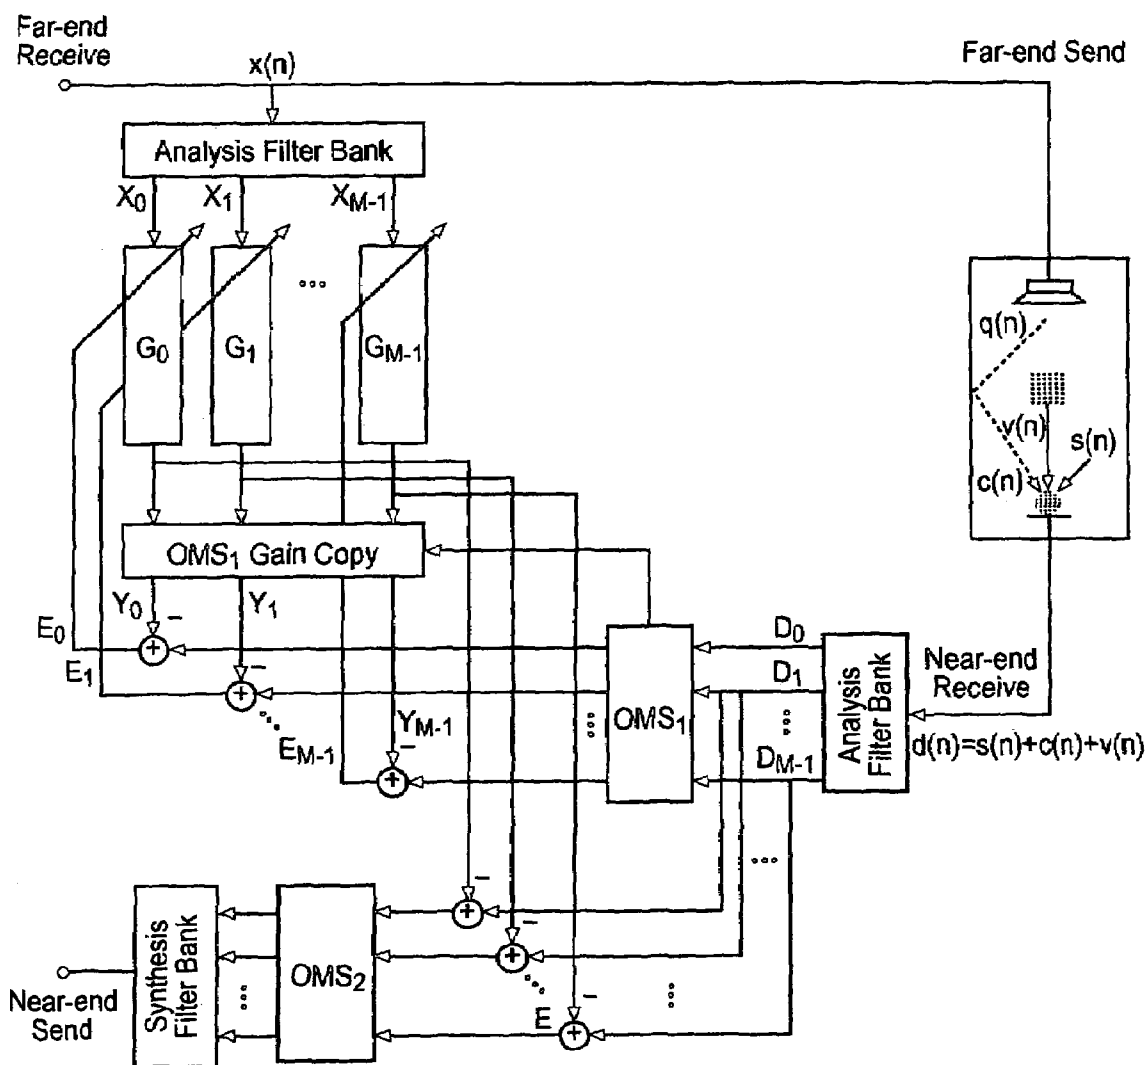 Far-end
Receive
x(n)
Far-end Send
Analysis Filter Bank
X0
X1
XM-1
G0
G1
GM-1
q(n)
v(n)
s(n)
c(n)
OMS1 Gain Copy
Y0
Y1
YM-1
E0
E1
EM-1
OMS1
D0
D1
DM-1
Analysis
Filter Bank
Near-end
Receive
d(n)=s(n)+c(n)+v(n)
Synthesis
Filter Bank
OMS2
E
Near-end
Send